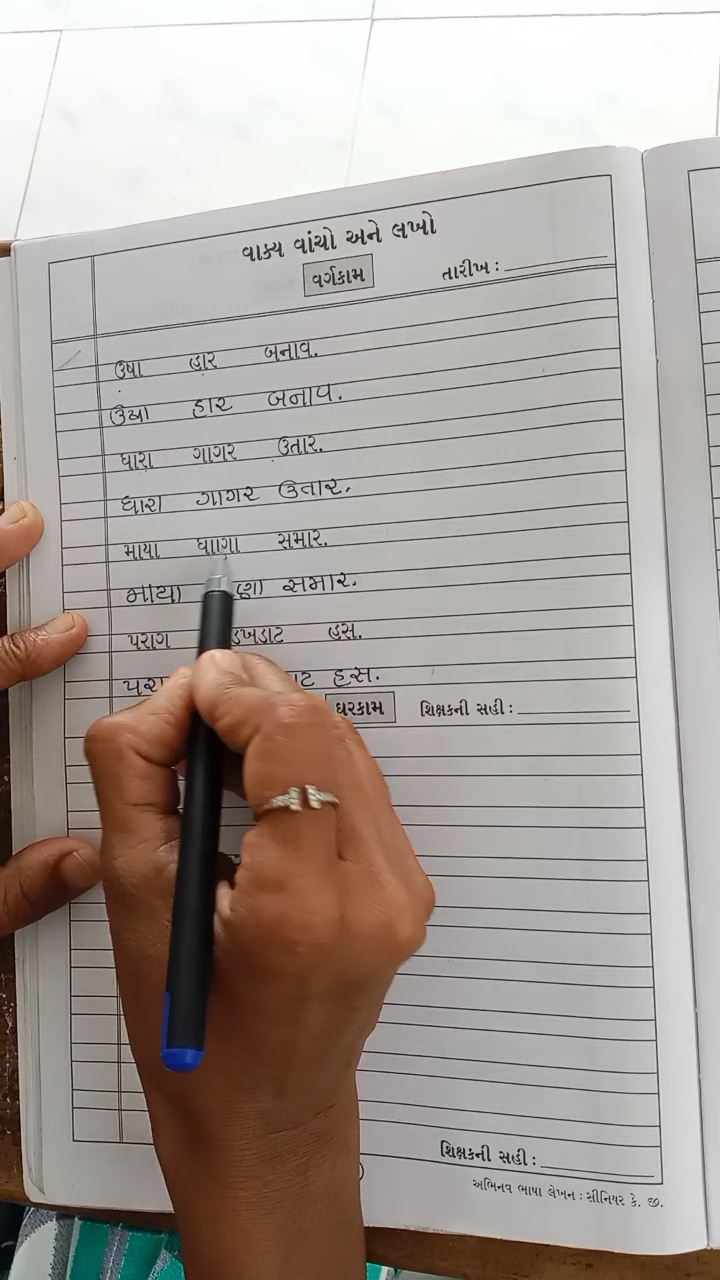 વાક્ય વાંચો અને લખો
વર્ગકામ તારીખ :
ઉષા હાર બનાવ.
ઉષા હાર બનાવ.
ધારા ગાગર ઉતાર.
ધારા ગાગર ઉતાર.
માયા સમાર.
માયા સમાર.
પરાગ હસ.
હસ.
ઘરકામ શિક્ષકની સહી :
શિક્ષકની સહી :
અભિનવ ભાષા લેખન : સીનિયર કે. જી.